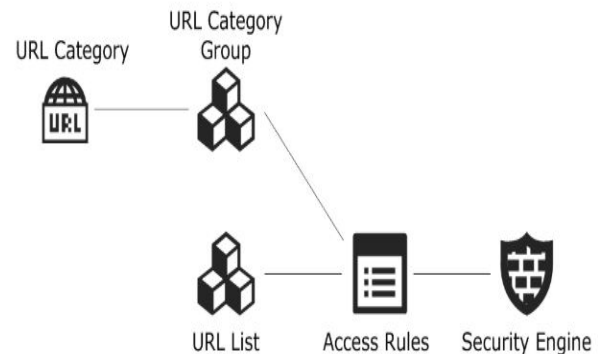 URL Category
URL Category
Group
URL
URL List
Access Rules
Security Engine